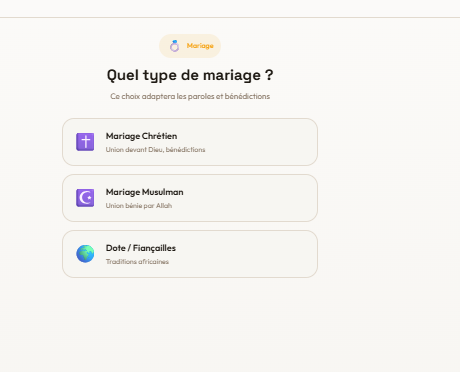 Mariage
Quel type de mariage ?
Ce choix adaptera les paroles et bénédictions
Mariage Chrétien
Union devant Dieu, bénédictions
Mariage Musulman
Union bénie par Allah
Dote / Fiançailles
Traditions africaines